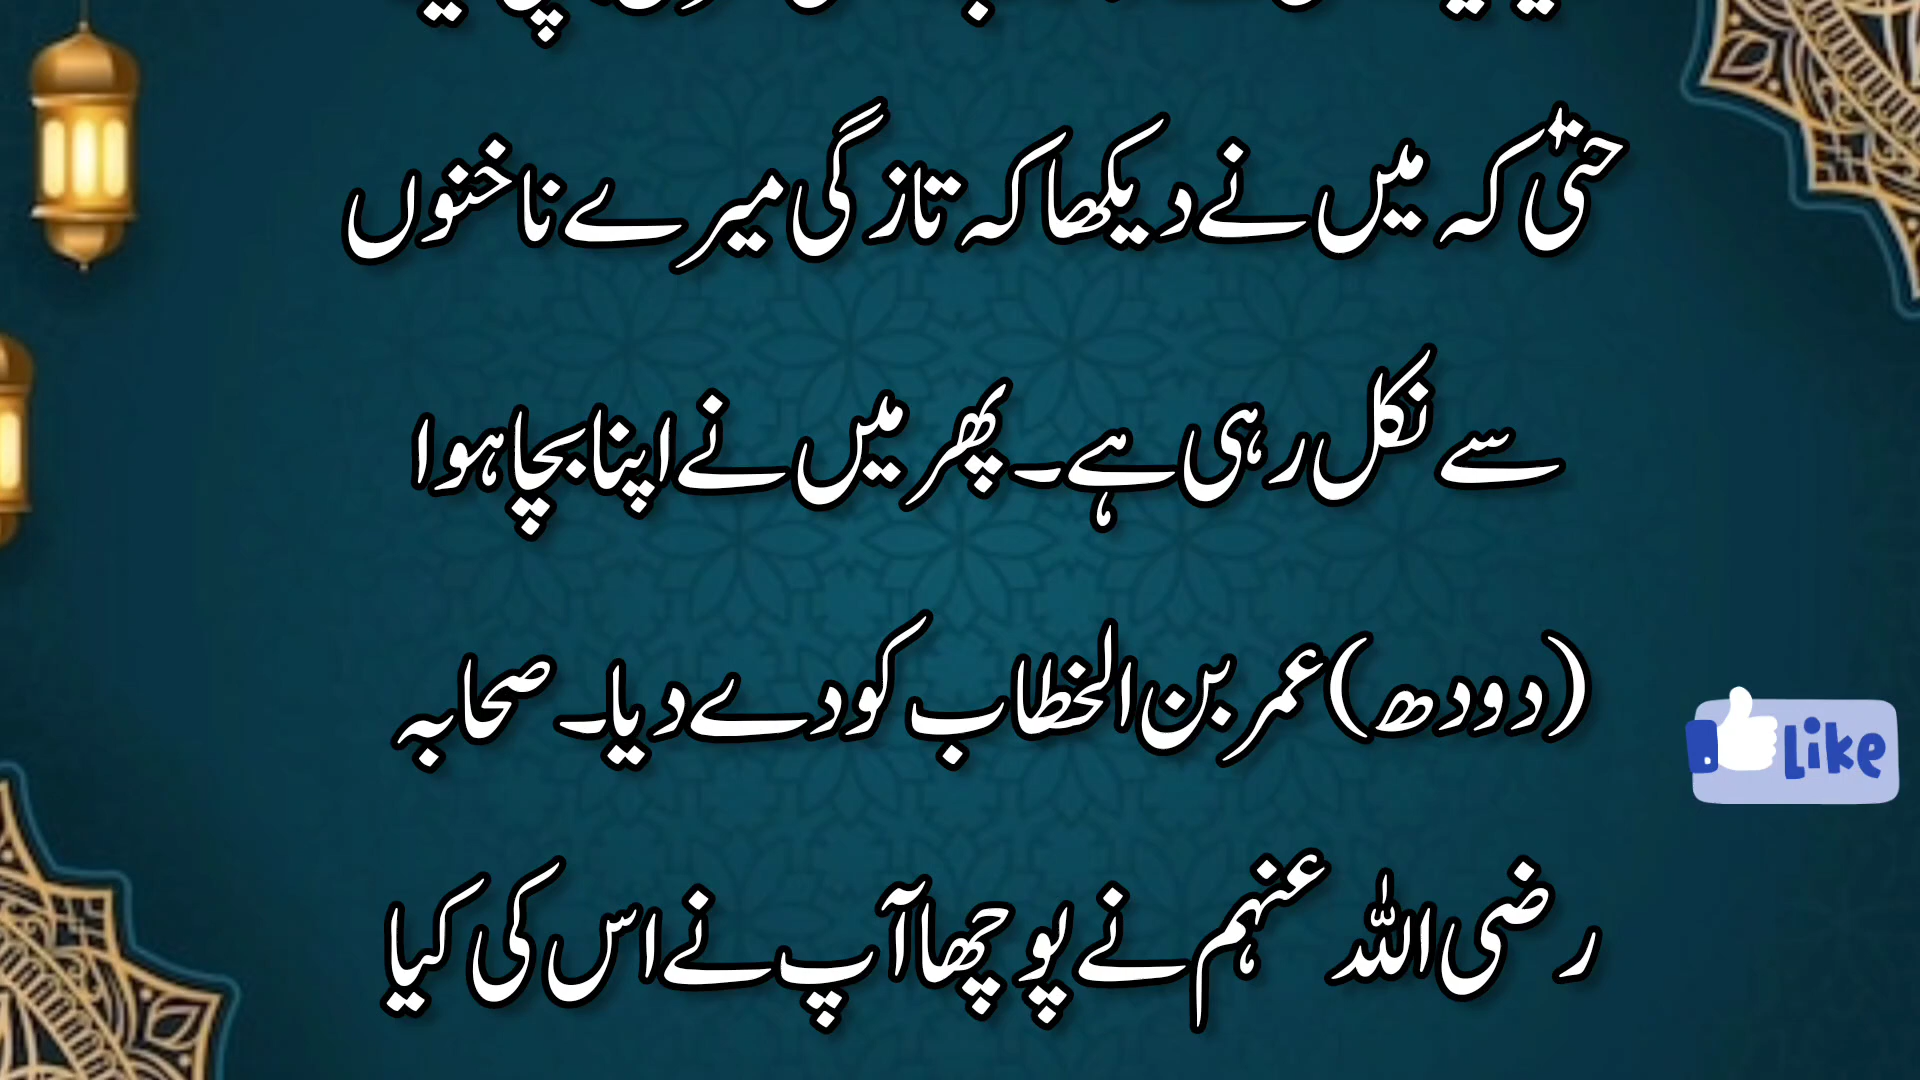 حتیٰ کہ میں نے دیکھا کہ تازگی میرے ناخنوں
سے نکل رہی ہے۔ پھر میں نے اپنا بچا ہوا
(دودھ) عمر بن الخطاب کو دے دیا۔ صحابہ
رضی اللہ عنہم نے پوچھا آپ نے اس کی کیا
Like